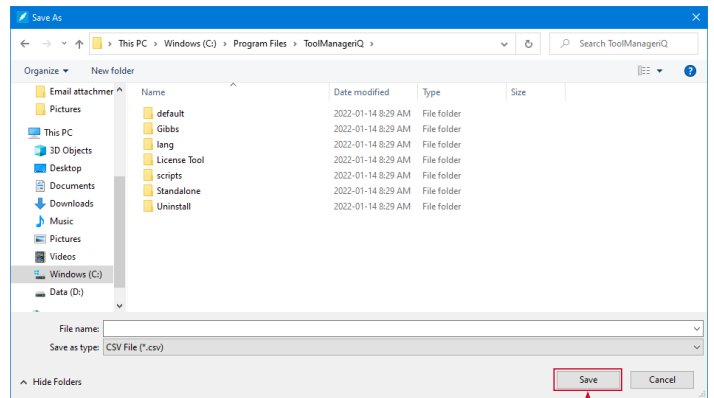 Save As
This PC > Windows (C:) > Program Files > ToolManageriQ >
Search ToolManageriQ
Organize
New folder
Email attachmer
Pictures
This PC
3D Objects
Desktop
Documents
Downloads
Music
Pictures
Videos
Windows (C:)
Data (D:)
Name Date modified Type Size
default 2022-01-14 8:29 AM File folder
Gibbs 2022-01-14 8:29 AM File folder
lang 2022-01-14 8:29 AM File folder
License Tool 2022-01-14 8:29 AM File folder
scripts 2022-01-14 8:29 AM File folder
Standalone 2022-01-14 8:29 AM File folder
Uninstall 2022-01-14 8:29 AM File folder
File name:
Save as type: CSV File (*.csv)
Hide Folders
Save
Cancel